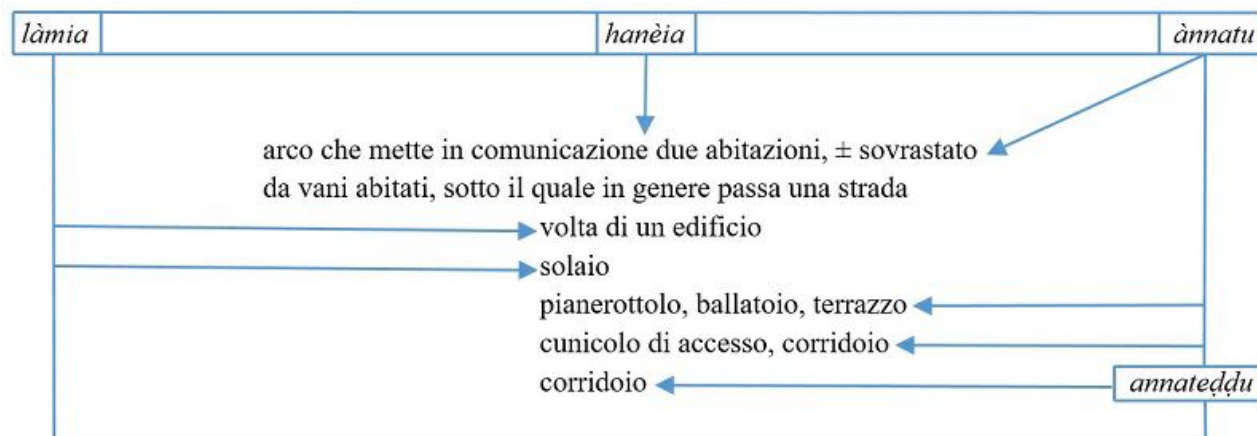 làmia hanèia ànnatu
arco che mette in comunicazione due abitazioni, ± sovrastato
da vani abitati, sotto il quale in genere passa una strada
volta di un edificio
solaio
pianerottolo, ballatoio, terrazzo
cunicolo di accesso, corridoio
corridoio annateḍḍu